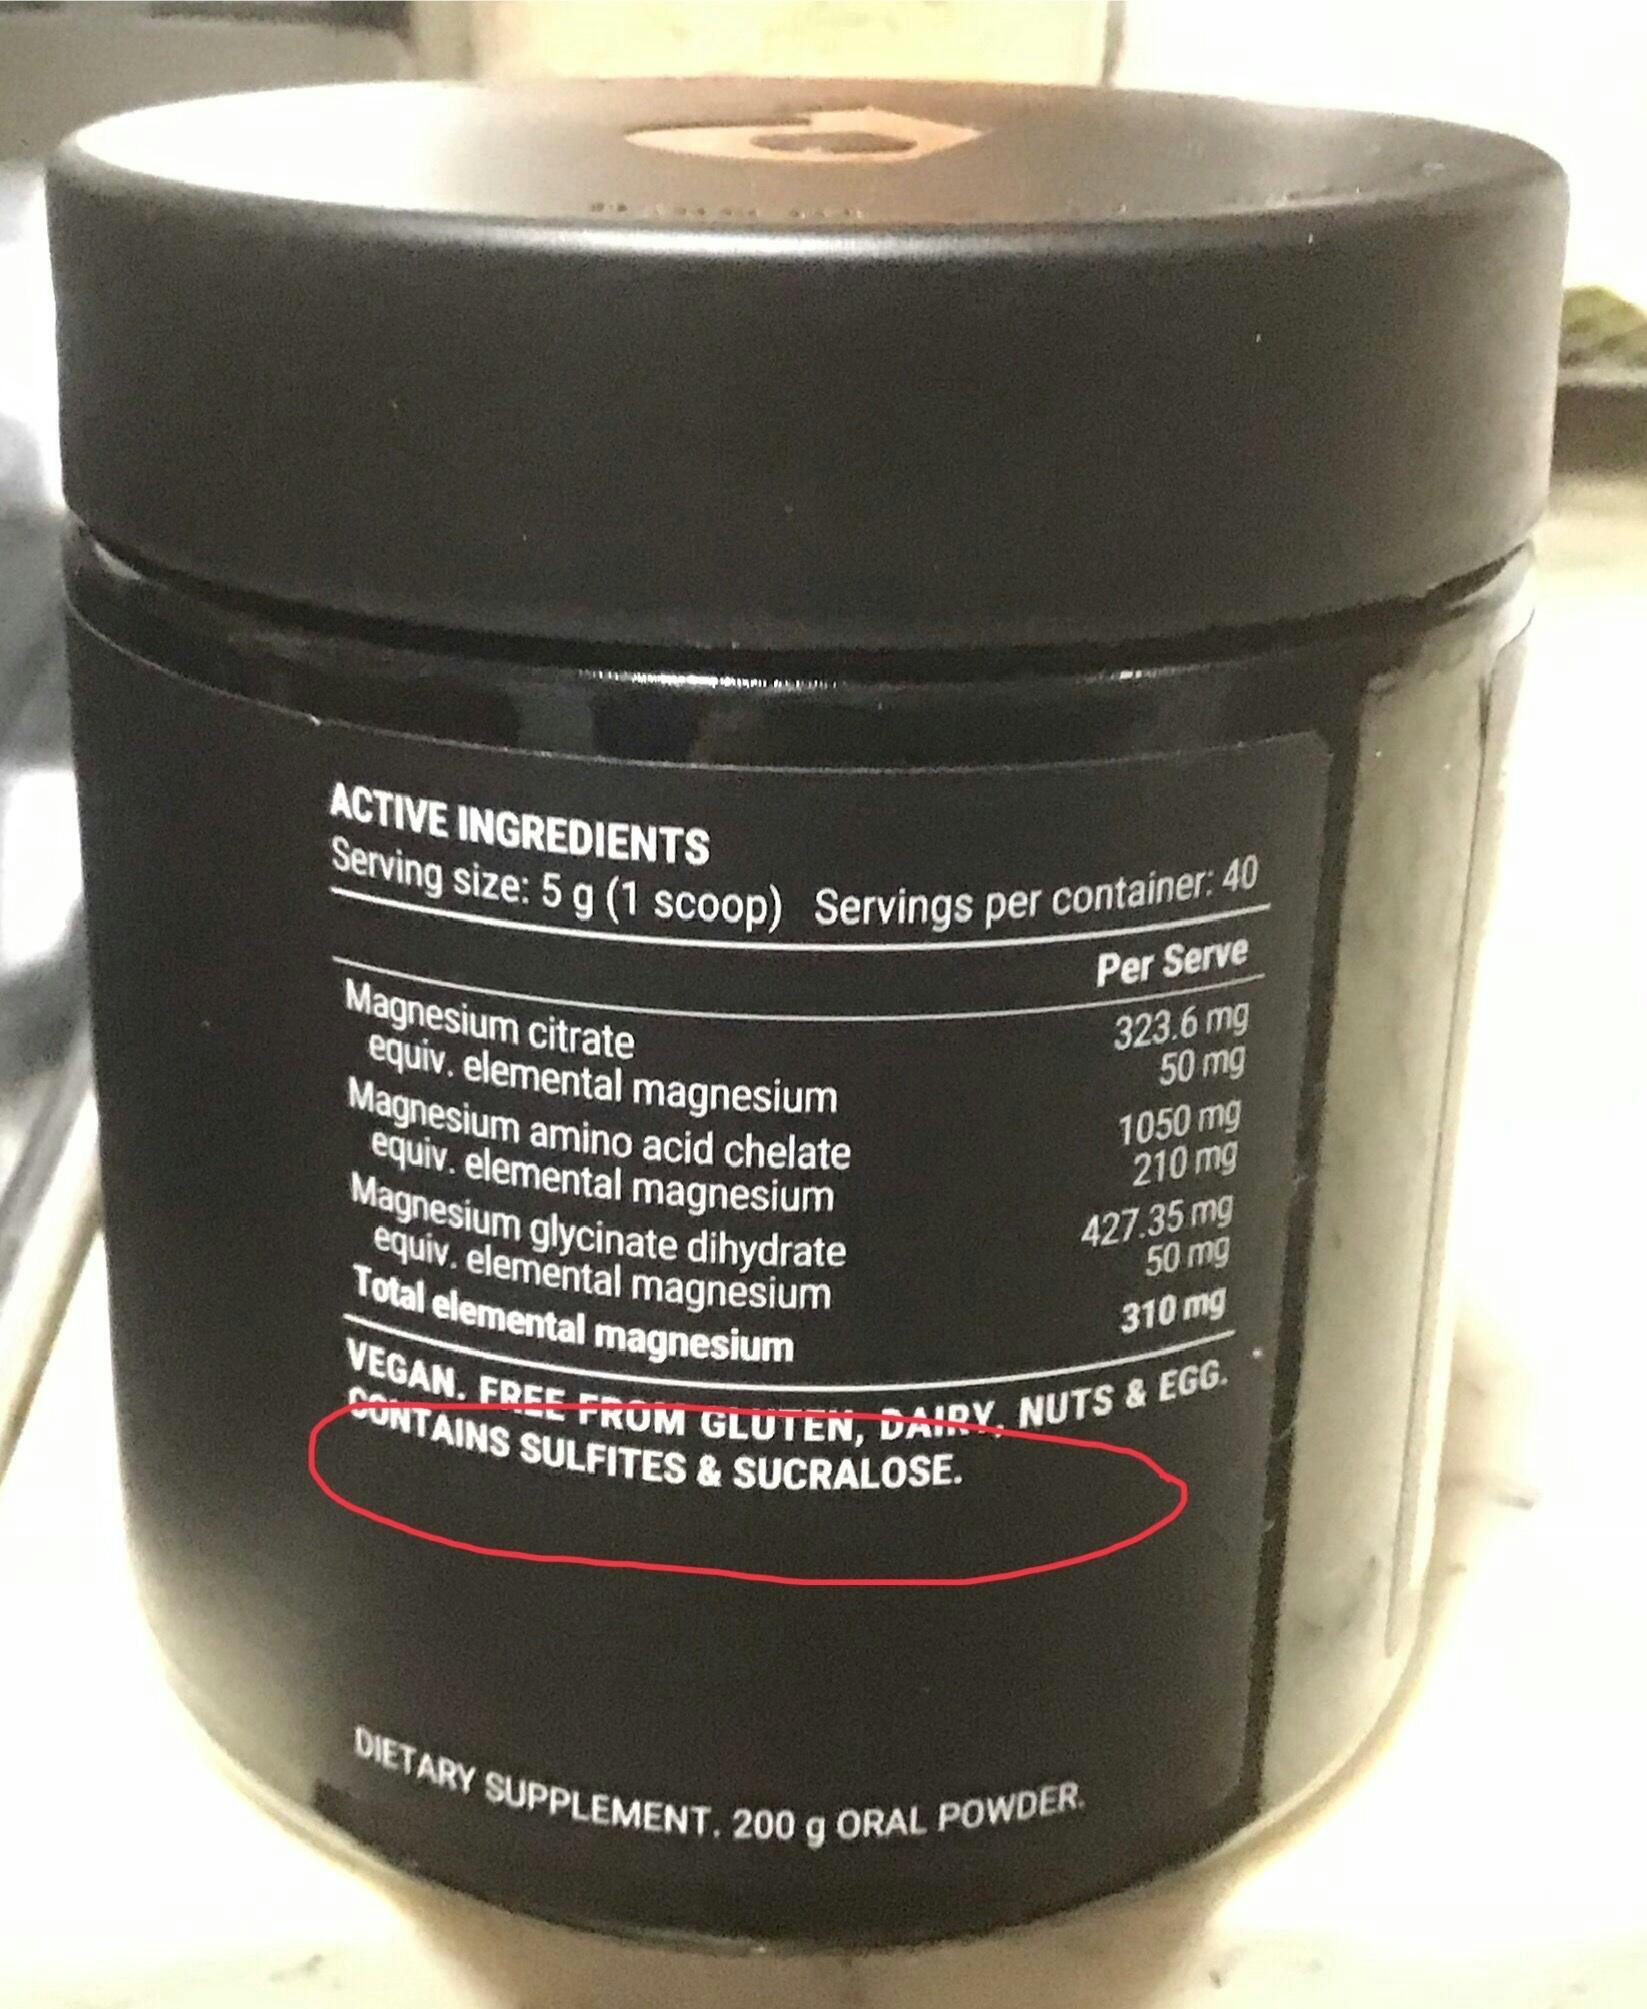 ACTIVE INGREDIENTS
Serving size: 5 g (1 scoop) Servings per container: 40
Per Serve
Magnesium citrate 323.6 mg
equiv. elemental magnesium 50 mg
Magnesium amino acid chelate 1050 mg
equiv. elemental magnesium 210 mg
Magnesium glycinate dihydrate 427.35 mg
equiv. elemental magnesium 50 mg
Total elemental magnesium 310 mg
VEGAN. FREE FROM GLUTEN, DAIRY, NUTS & EGG.
CONTAINS SULFITES & SUCRALOSE.
DIETARY SUPPLEMENT. 200 g ORAL POWDER.